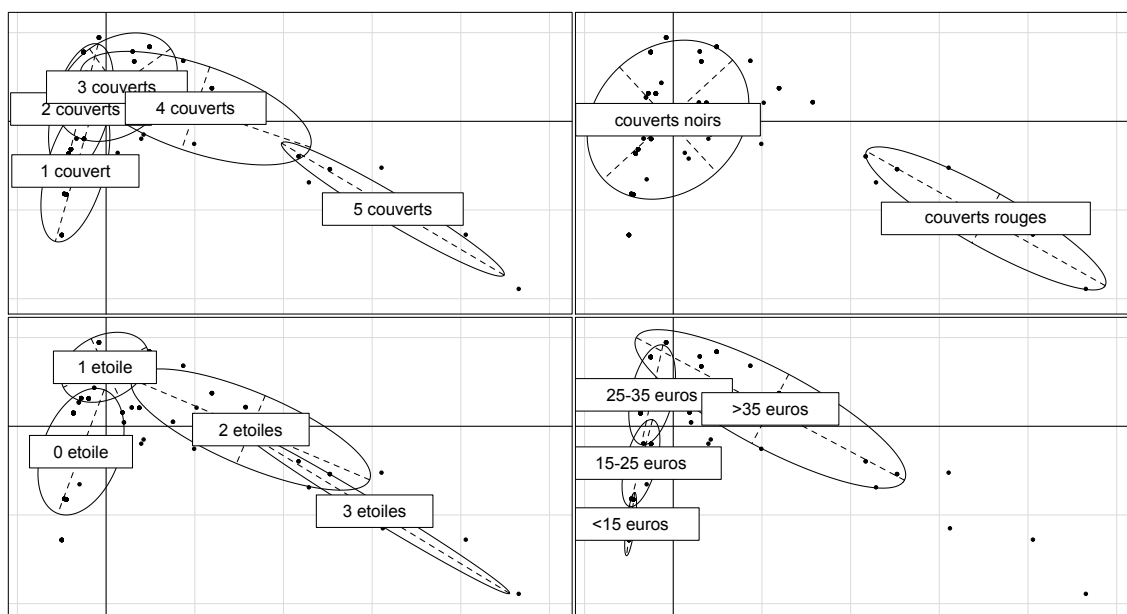 3 couverts
2 couverts
4 couverts
1 couvert
5 couverts
couverts noirs
couverts rouges
1 etoile
2 etoiles
0 etoile
3 etoiles
25-35 euros
>35 euros
15-25 euros
<15 euros